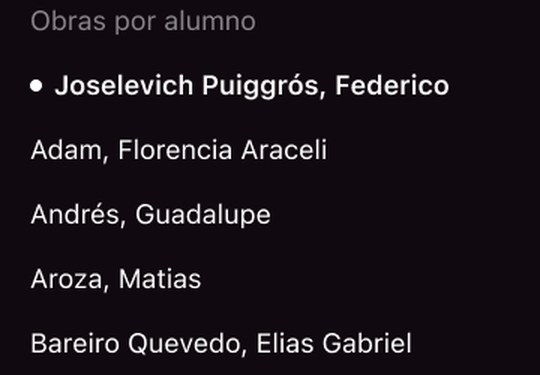 Obras por alumno
• Joselevich Puiggrós, Federico
Adam, Florencia Araceli
Andrés, Guadalupe
Aroza, Matias
Bareiro Quevedo, Elias Gabriel